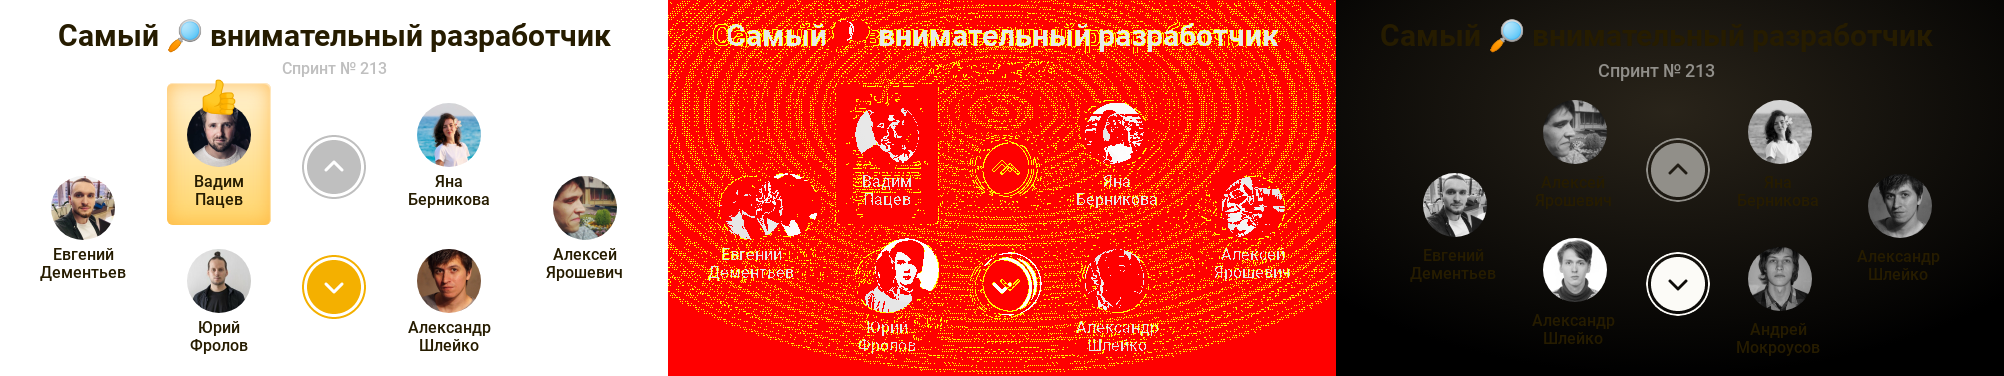 Самый 🔎 внимательный разработчик
Спринт № 213
Вадим
Пацев
Яна
Берникова
Евгений
Дементьев
Алексей
Ярошевич
Юрий
Фролов
Александр
Шлейко
Самый внимательный разработчик
Вадим
Пацев
Яна
Берникова
Евгений
Дементьев
Алексей
Ярошевич
Юрий
Фролов
Александр
Шлейко
Самый 🔎 внимательный разработчик
Спринт № 213
Алексей
Ярошевич
Яна
Берникова
Евгений
Дементьев
Александр
Шлейко
Александр
Шлейко
Андрей
Мокроусов